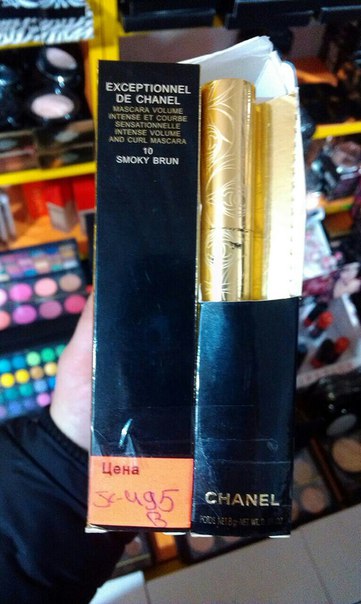 EXCEPTIONNEL
DE CHANEL
MASCARA VOLUME
INTENSE ET COURBE
SENSATIONNELLE
INTENSE VOLUME
AND CURL MASCARA
10
SMOKY BRUN
Цена
495
CHANEL